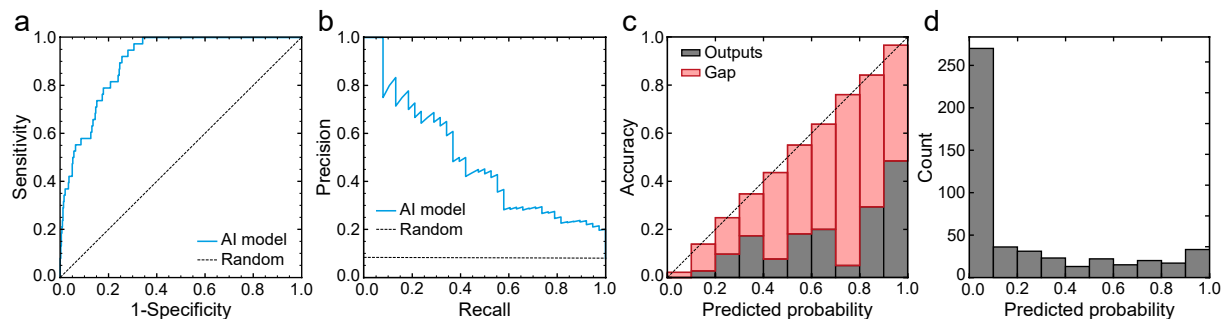 a
1.0
0.8
0.6
0.4
0.2
0.0
0.0 0.2 0.4 0.6 0.8 1.0
Sensitivity
1-Specificity
AI model
Random
b
1.0
0.8
0.6
0.4
0.2
0.0
0.0 0.2 0.4 0.6 0.8 1.0
Precision
Recall
AI model
Random
c
1.0
0.8
0.6
0.4
0.2
0.0
0.0 0.2 0.4 0.6 0.8 1.0
Accuracy
Predicted probability
Outputs
Gap
d
250
200
150
100
50
0
0.0 0.2 0.4 0.6 0.8 1.0
Count
Predicted probability